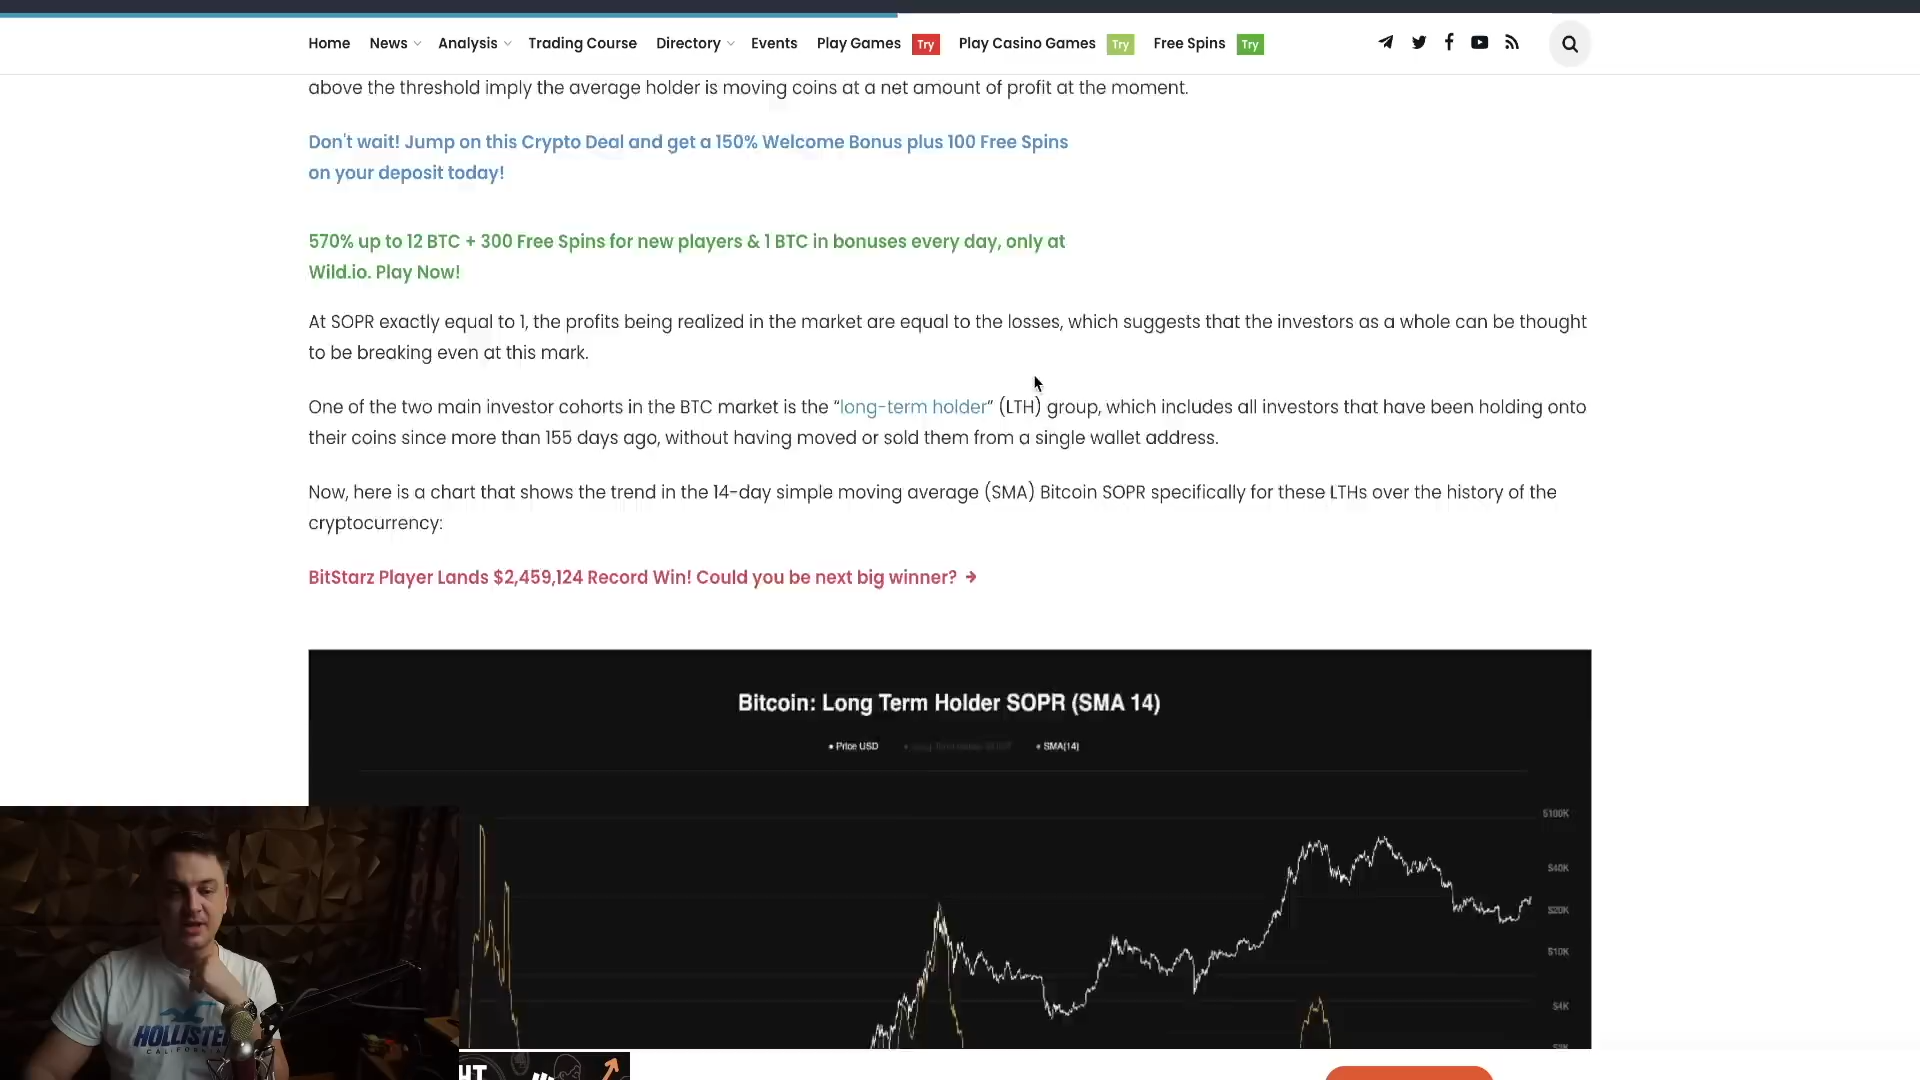 Home News Analysis Trading Course Directory Events Play Games Try Play Casino Games Try Free Spins Try
above the threshold imply the average holder is moving coins at a net amount of profit at the moment.
Don't wait! Jump on this Crypto Deal and get a 150% Welcome Bonus plus 100 Free Spins
on your deposit today!
570% up to 12 BTC + 300 Free Spins for new players & 1 BTC in bonuses every day, only at
Wild.io. Play Now!
At SOPR exactly equal to 1, the profits being realized in the market are equal to the losses, which suggests that the investors as a whole can be thought
to be breaking even at this mark.
One of the two main investor cohorts in the BTC market is the “long-term holder” (LTH) group, which includes all investors that have been holding onto
their coins since more than 155 days ago, without having moved or sold them from a single wallet address.
Now, here is a chart that shows the trend in the 14-day simple moving average (SMA) Bitcoin SOPR specifically for these LTHs over the history of the
cryptocurrency:
BitStarz Player Lands $2,459,124 Record Win! Could you be next big winner? →
Bitcoin: Long Term Holder SOPR (SMA 14)
• Price USD • Long Term Holder SOPR • SMA(14)
$100K
$40K
$20K
$10K
$4K
HOLLISTE
CALIFORNIA
HT